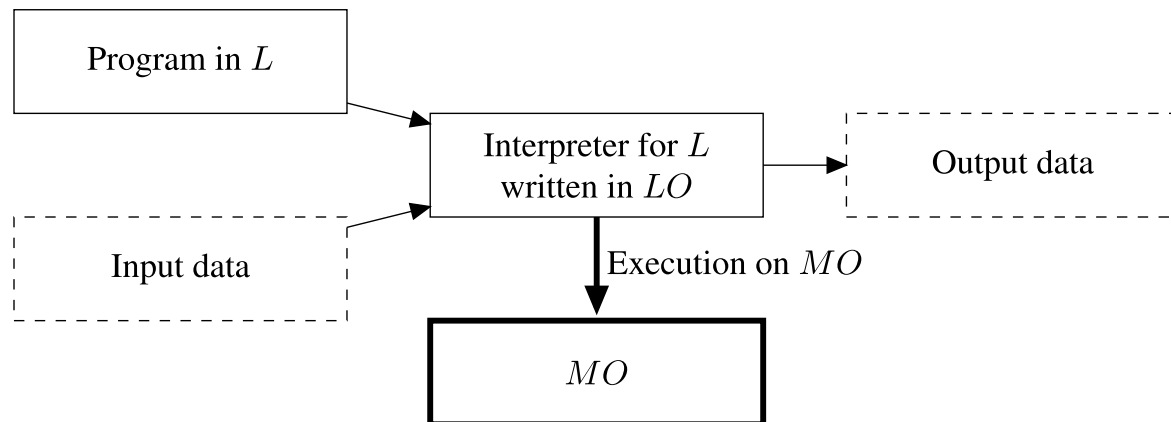 Program in L
Interpreter for L
written in LO
Output data
Input data
Execution on MO
MO